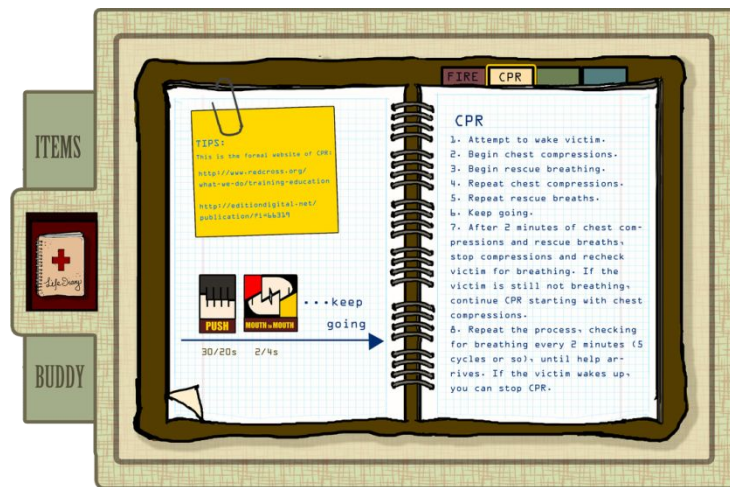 ITEMS
Life Diary
BUDDY
TIPS:
This is the formal website of CPR:
http://www.redcross.org/
what-we-do/training-education
http://editiondigital.net/
publication/?i=66319
PUSH
MOUTH to MOUTH
...keep
going
30/20s 2/4s
FIRE CPR
CPR
1. Attempt to wake victim.
2. Begin chest compressions.
3. Begin rescue breathing.
4. Repeat chest compressions.
5. Repeat rescue breaths.
6. Keep going.
7. After 2 minutes of chest com-
pressions and rescue breaths,
stop compressions and recheck
victim for breathing. If the
victim is still not breathing,
continue CPR starting with chest
compressions.
8. Repeat the process, checking
for breathing every 2 minutes (5
cycles or so), until help ar-
rives. If the victim wakes up,
you can stop CPR.